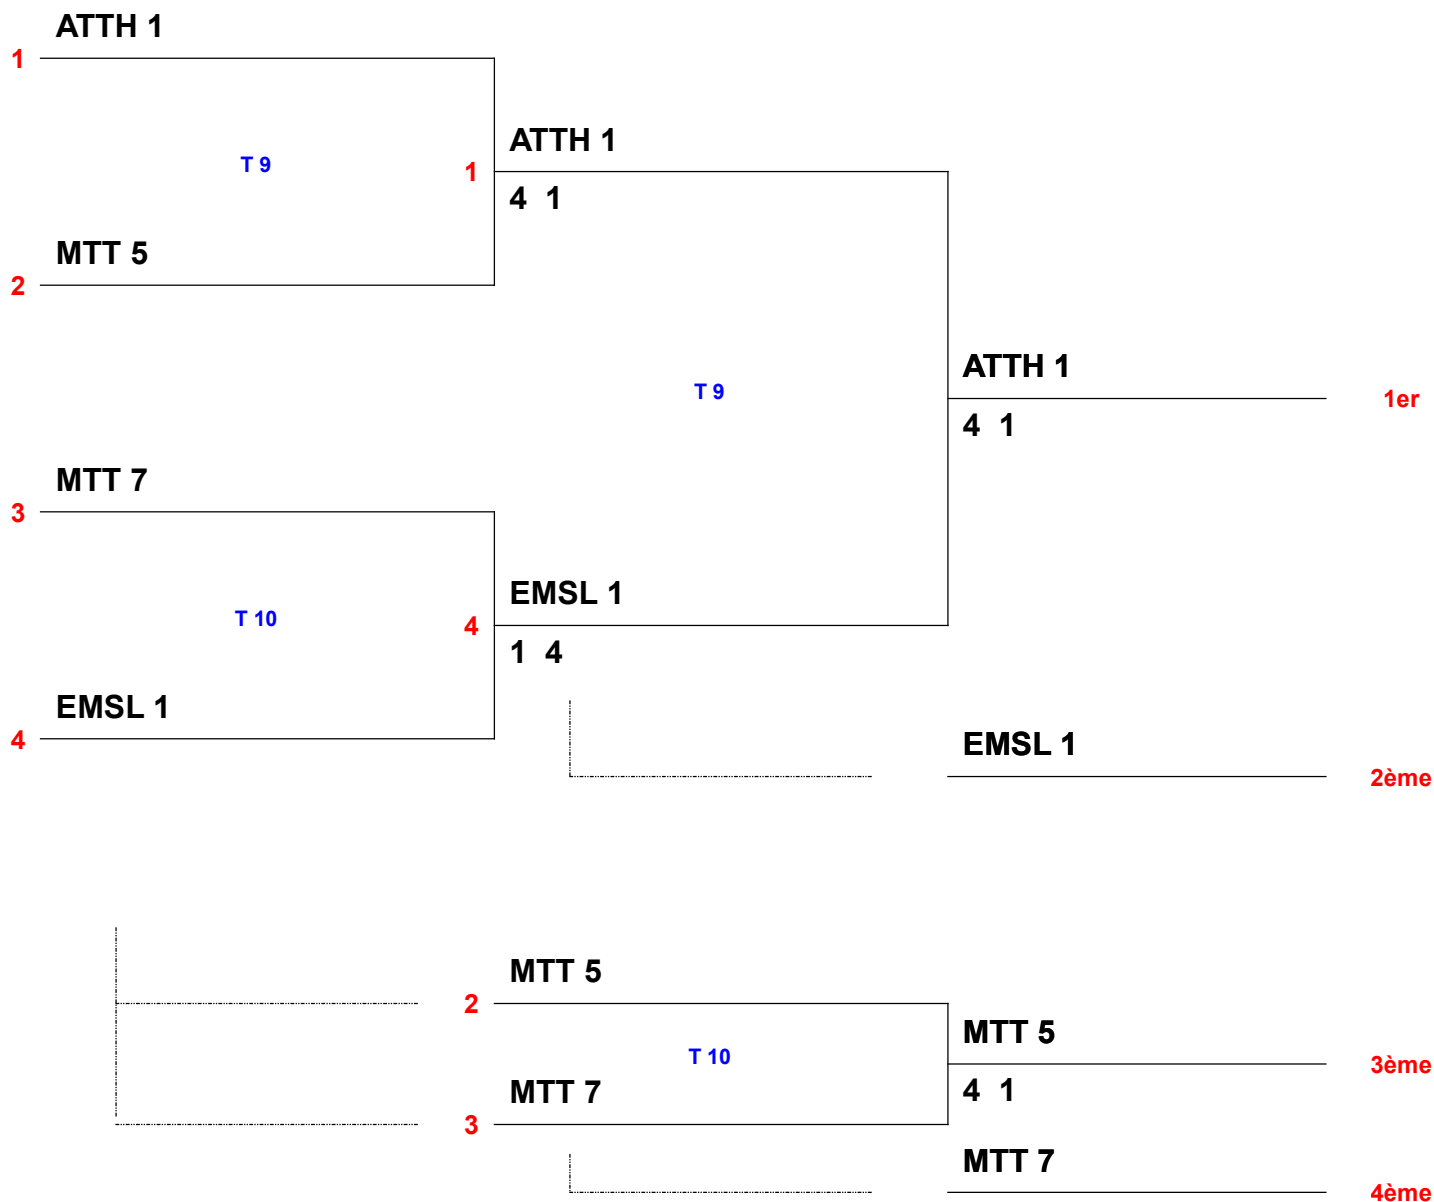 ATTH 1
1
T 9
ATTH 1
1
4 1
MTT 5
2
T 9
ATTH 1
1er
4 1
MTT 7
3
T 10
EMSL 1
4
1 4
EMSL 1
4
EMSL 1
2ème
MTT 5
2
T 10
MTT 5
3ème
4 1
MTT 7
3
MTT 7
4ème